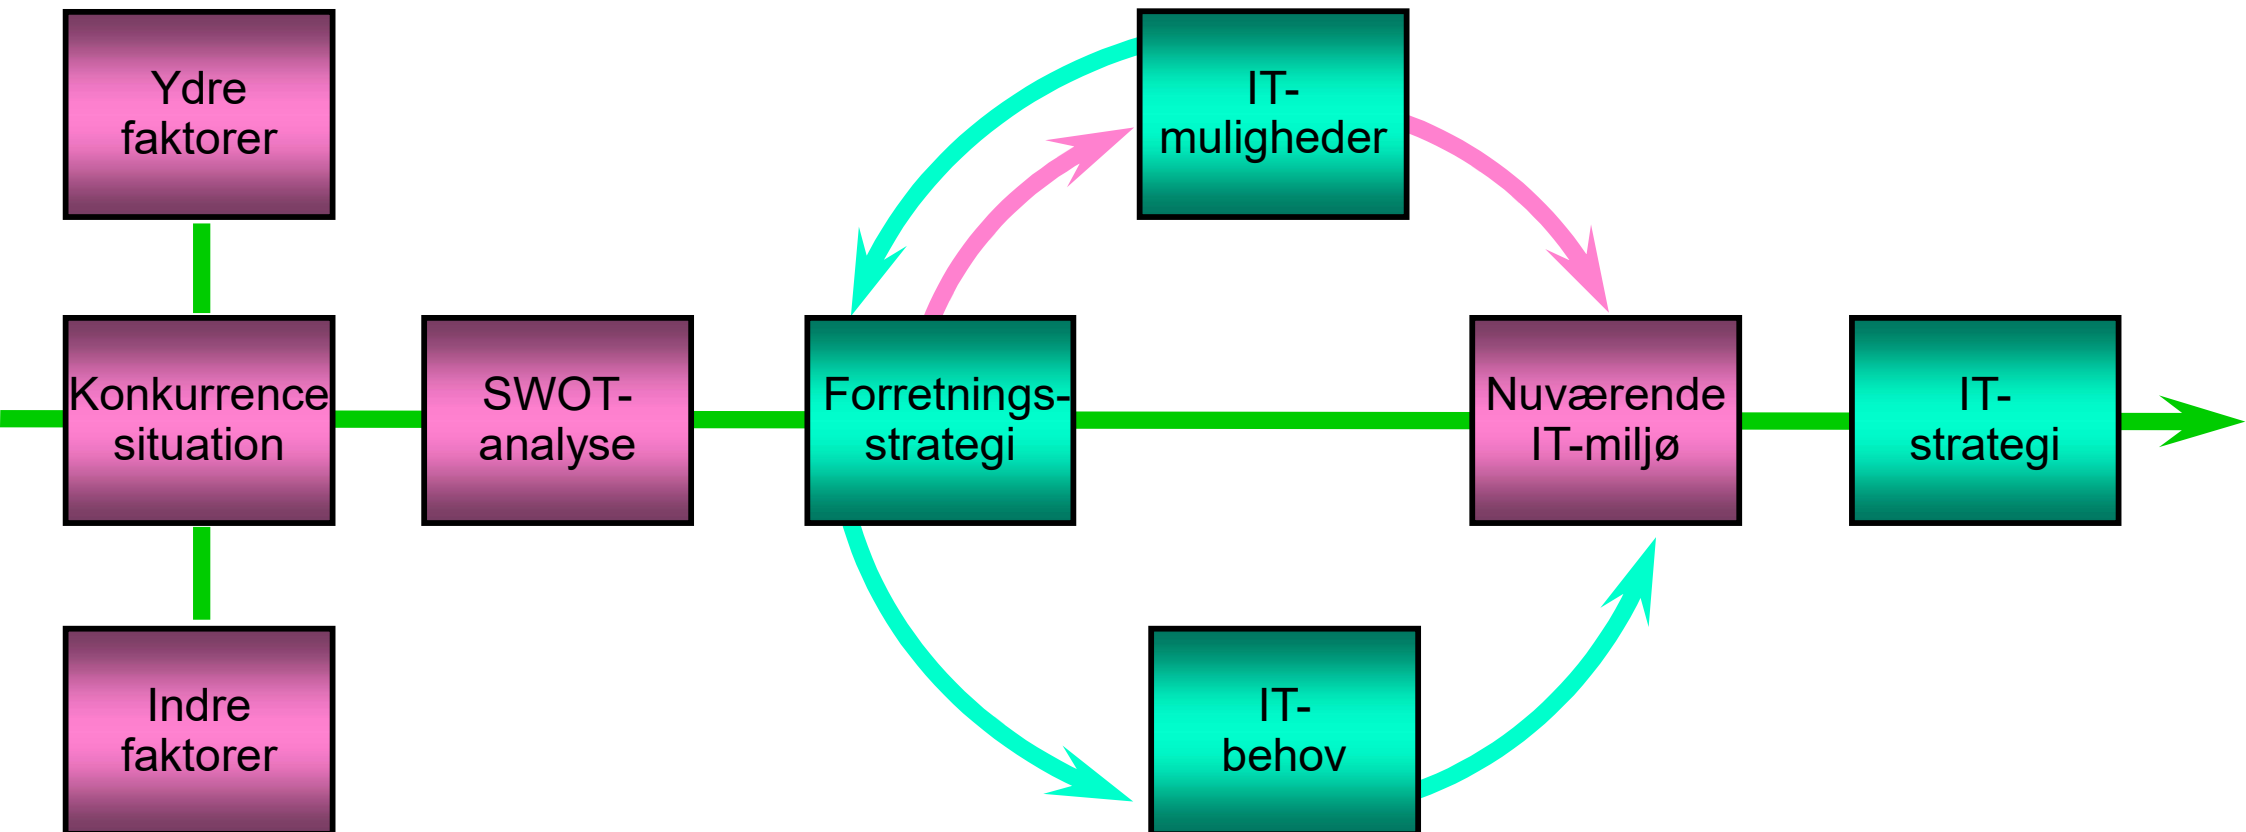 Ydre
faktorer
IT-
muligheder
Konkurrence
situation
SWOT-
analyse
Forretnings-
strategi
Nuværende
IT-miljø
IT-
strategi
Indre
faktorer
IT-
behov